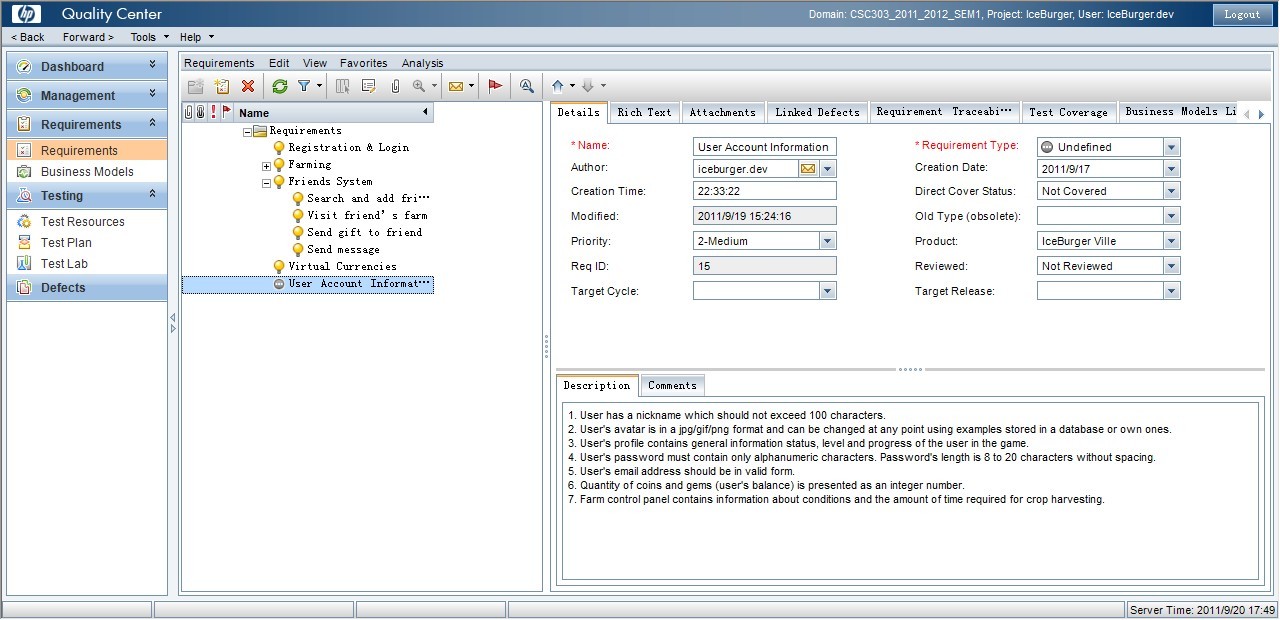 hp Quality Center Domain: CSC303_2011_2012_SEM1, Project: IceBurger, User: IceBurger.dev Logout
< Back Forward > Tools Help
Dashboard
Management
Requirements
Requirements
Business Models
Testing
Test Resources
Test Plan
Test Lab
Defects
Requirements Edit View Favorites Analysis
Name
Requirements
Registration & Login
Farming
Friends System
Search and add fri···
Visit friend's farm
Send gift to friend
Send message
Virtual Currencies
User Account Informat···
Details Rich Text Attachments Linked Defects Requirement Traceabi··· Test Coverage Business Models Li
* Name: User Account Information * Requirement Type: Undefined
Author: iceburger.dev Creation Date: 2011/9/17
Creation Time: 22:33:22 Direct Cover Status: Not Covered
Modified: 2011/9/19 15:24:16 Old Type (obsolete):
Priority: 2-Medium Product: IceBurger Ville
Req ID: 15 Reviewed: Not Reviewed
Target Cycle: Target Release:
Description Comments
1. User has a nickname which should not exceed 100 characters.
2. User's avatar is in a jpg/gif/png format and can be changed at any point using examples stored in a database or own ones.
3. User's profile contains general information status, level and progress of the user in the game.
4. User's password must contain only alphanumeric characters. Password's length is 8 to 20 characters without spacing.
5. User's email address should be in valid form.
6. Quantity of coins and gems (user's balance) is presented as an integer number.
7. Farm control panel contains information about conditions and the amount of time required for crop harvesting.
Server Time: 2011/9/20 17:49